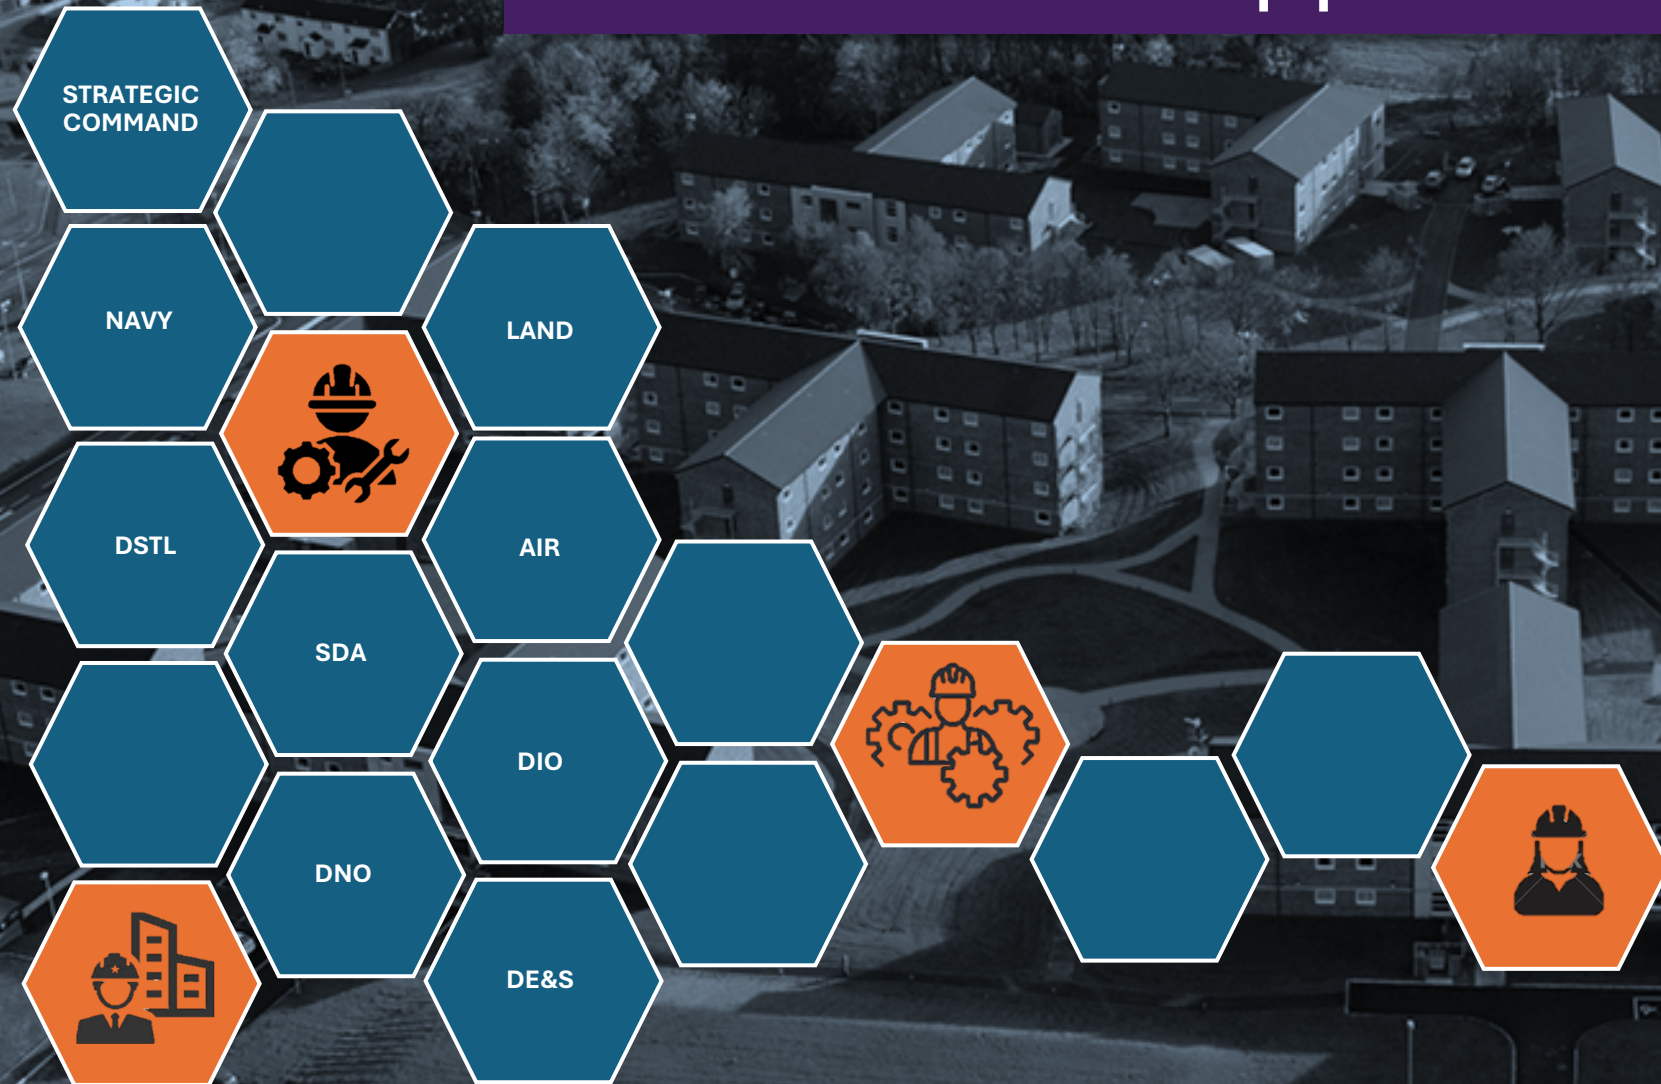 STRATEGIC
COMMAND
NAVY
LAND
DSTL
AIR
SDA
DIO
DNO
DE&S